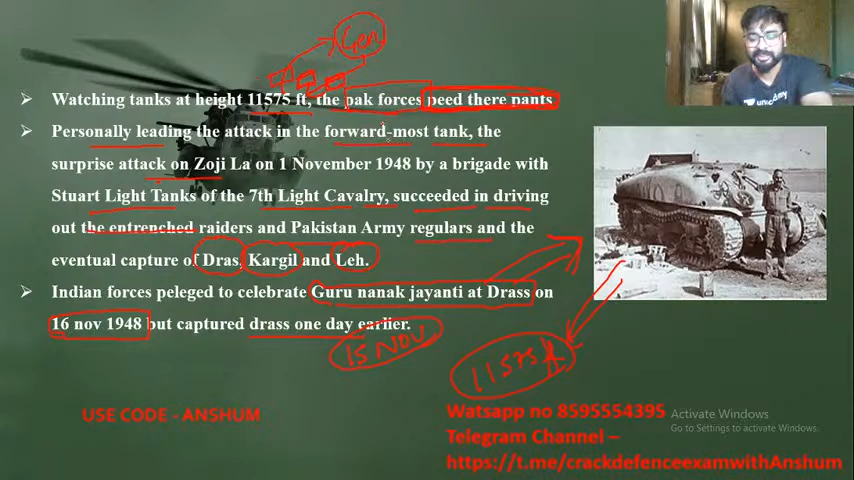 Gen
➢ Watching tanks at height 11575 ft, the pak forces peed there pants
➢ Personally leading the attack in the forward-most tank, the
surprise attack on Zoji La on 1 November 1948 by a brigade with
Stuart Light Tanks of the 7th Light Cavalry, succeeded in driving
out the entrenched raiders and Pakistan Army regulars and the
eventual capture of Dras, Kargil and Leh.
➢ Indian forces peleged to celebrate Guru nanak jayanti at Drass on
16 nov 1948 but captured drass one day earlier.
15 NOV
11575 ft
USE CODE - ANSHUM
Watsapp no 8595554395
Telegram Channel –
https://t.me/crackdefenceexamwithAnshum
Activate Windows
Go to Settings to activate Windows.